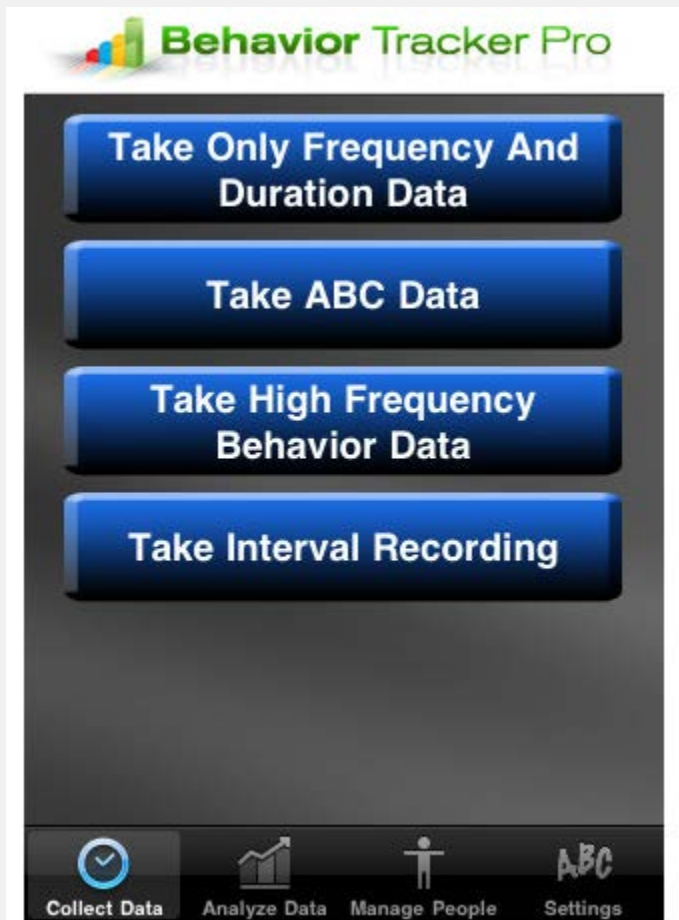 Behavior Tracker Pro
Take Only Frequency And
Duration Data
Take ABC Data
Take High Frequency
Behavior Data
Take Interval Recording
ABC
Collect Data Analyze Data Manage People Settings